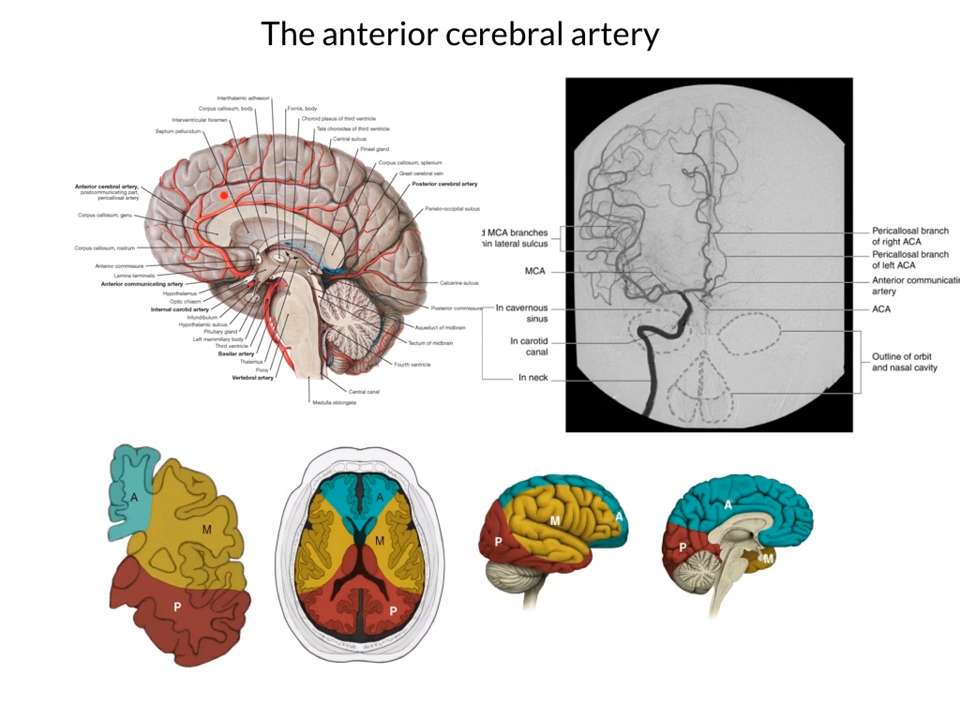 The anterior cerebral artery
Interthalamic adhesion
Corpus callosum, body
Interventricular foramen
Septum pellucidum
Fornix, body
Choroid plexus of third ventricle
Tela choroidea of third ventricle
Central sulcus
Pineal gland
Corpus callosum, splenium
Great cerebral vein
Posterior cerebral artery
Parieto-occipital sulcus
Anterior cerebral artery,
postcommunicating part,
pericallosal artery
Corpus callosum, genu
Corpus callosum, rostrum
Anterior commissure
Lamina terminalis
Anterior communicating artery
Hypothalamus
Optic chiasm
Internal carotid artery
Infundibulum
Hypothalamic sulcus
Pituitary gland
Left mammillary body
Third ventricle
Basilar artery
Thalamus
Pons
Vertebral artery
Calcarine sulcus
Posterior commissure
Aqueduct of midbrain
Tectum of midbrain
Fourth ventricle
Central canal
Medulla oblongata
d MCA branches
hin lateral sulcus
MCA
In cavernous
sinus
In carotid
canal
In neck
Pericallosal branch
of right ACA
Pericallosal branch
of left ACA
Anterior communicatin
artery
ACA
Outline of orbit
and nasal cavity
A
M
P
A
M
P
A
M
P
A
P
M